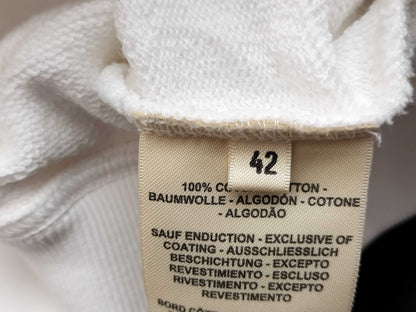 42
100% CO TTON -
BAUMWOLLE - ALGODÓN - COTONE
- ALGODÃO
SAUF ENDUCTION - EXCLUSIVE OF
COATING - AUSSCHLIESSLICH
BESCHICHTUNG - EXCEPTO
REVESTIMIENTO - ESCLUSO
RIVESTIMENTO - EXCEPTO
REVESTIMENTO
BORD